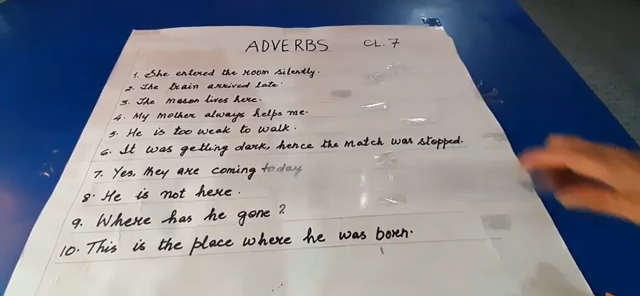 ADVERBS CL. 7
1. She entered the room silently.
2. The train arrived late.
3. The mason lives here.
4. My mother always helps me.
5. He is too weak to walk.
6. It was getting dark, hence the match was stopped.
7. Yes, they are coming today
8. He is not here.
9. Where has he gone?
10. This is the place where he was born.